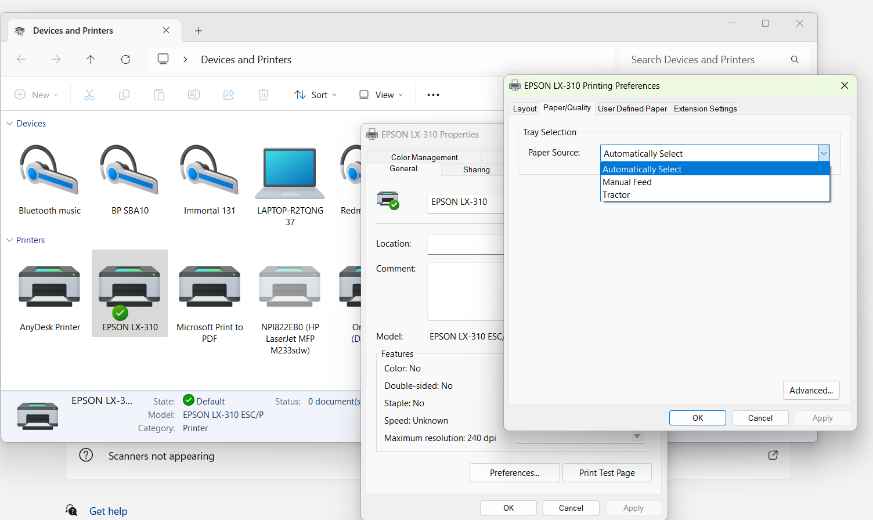 Devices and Printers
Devices and Printers
Search Devices and Printers
New
Sort
View
Devices
Bluetooth music
BP SBA10
Immortal 131
LAPTOP-R2TQNG
37
Redm
Printers
AnyDesk Printer
EPSON LX-310
Microsoft Print to
PDF
NPI822EB0 (HP
LaserJet MFP
M233sdw)
Or
(D
EPSON LX-3...
State:
Default
Status:
0 document(s
Model:
EPSON LX-310 ESC/P
Category:
Printer
Scanners not appearing
Get help
EPSON LX-310 Properties
Color Management
General
Sharing
EPSON LX-310
Location:
Comment:
Model:
EPSON LX-310 ESC/
Features
Color: No
Double-sided: No
Staple: No
Speed: Unknown
Maximum resolution: 240 dpi
Preferences...
Print Test Page
OK
Cancel
Apply
EPSON LX-310 Printing Preferences
Layout
Paper/Quality
User Defined Paper
Extension Settings
Tray Selection
Paper Source:
Automatically Select
Automatically Select
Manual Feed
Tractor
Advanced...
OK
Cancel
Apply